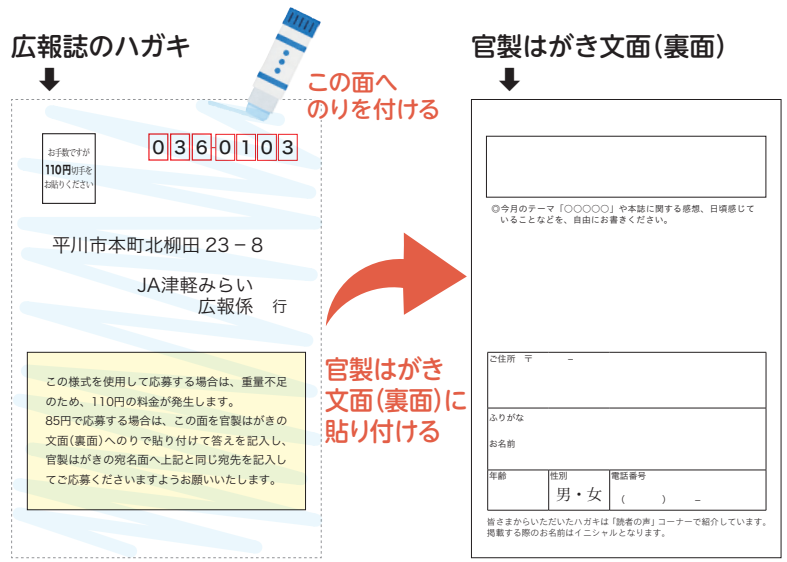 広報誌のハガキ
官製はがき文面(裏面)
この面へ
のりを付ける
お手数ですが
110円切手を
お貼りください
036-0103
平川市本町北柳田 23－8
JA津軽みらい
広報係　行
この様式を使用して応募する場合は、重量不足
のため、110円の料金が発生します。
85円で応募する場合は、この面を官製はがきの
文面(裏面)へのりで貼り付けて答えを記入し、
官製はがきの宛名面へ上記と同じ宛先を記入し
てご応募くださいますようお願いいたします。
官製はがき
文面(裏面)に
貼り付ける
◎今月のテーマ「○○○○○」や本誌に関する感想、日頃感じて
いることなどを、自由にお書きください。
ご住所　〒　　－
ふりがな
お名前
年齢
性別
男・女
電話番号
(　　)　－
皆さまからいただいたハガキは「読者の声」コーナーで紹介しています。
掲載する際のお名前はイニシャルとなります。